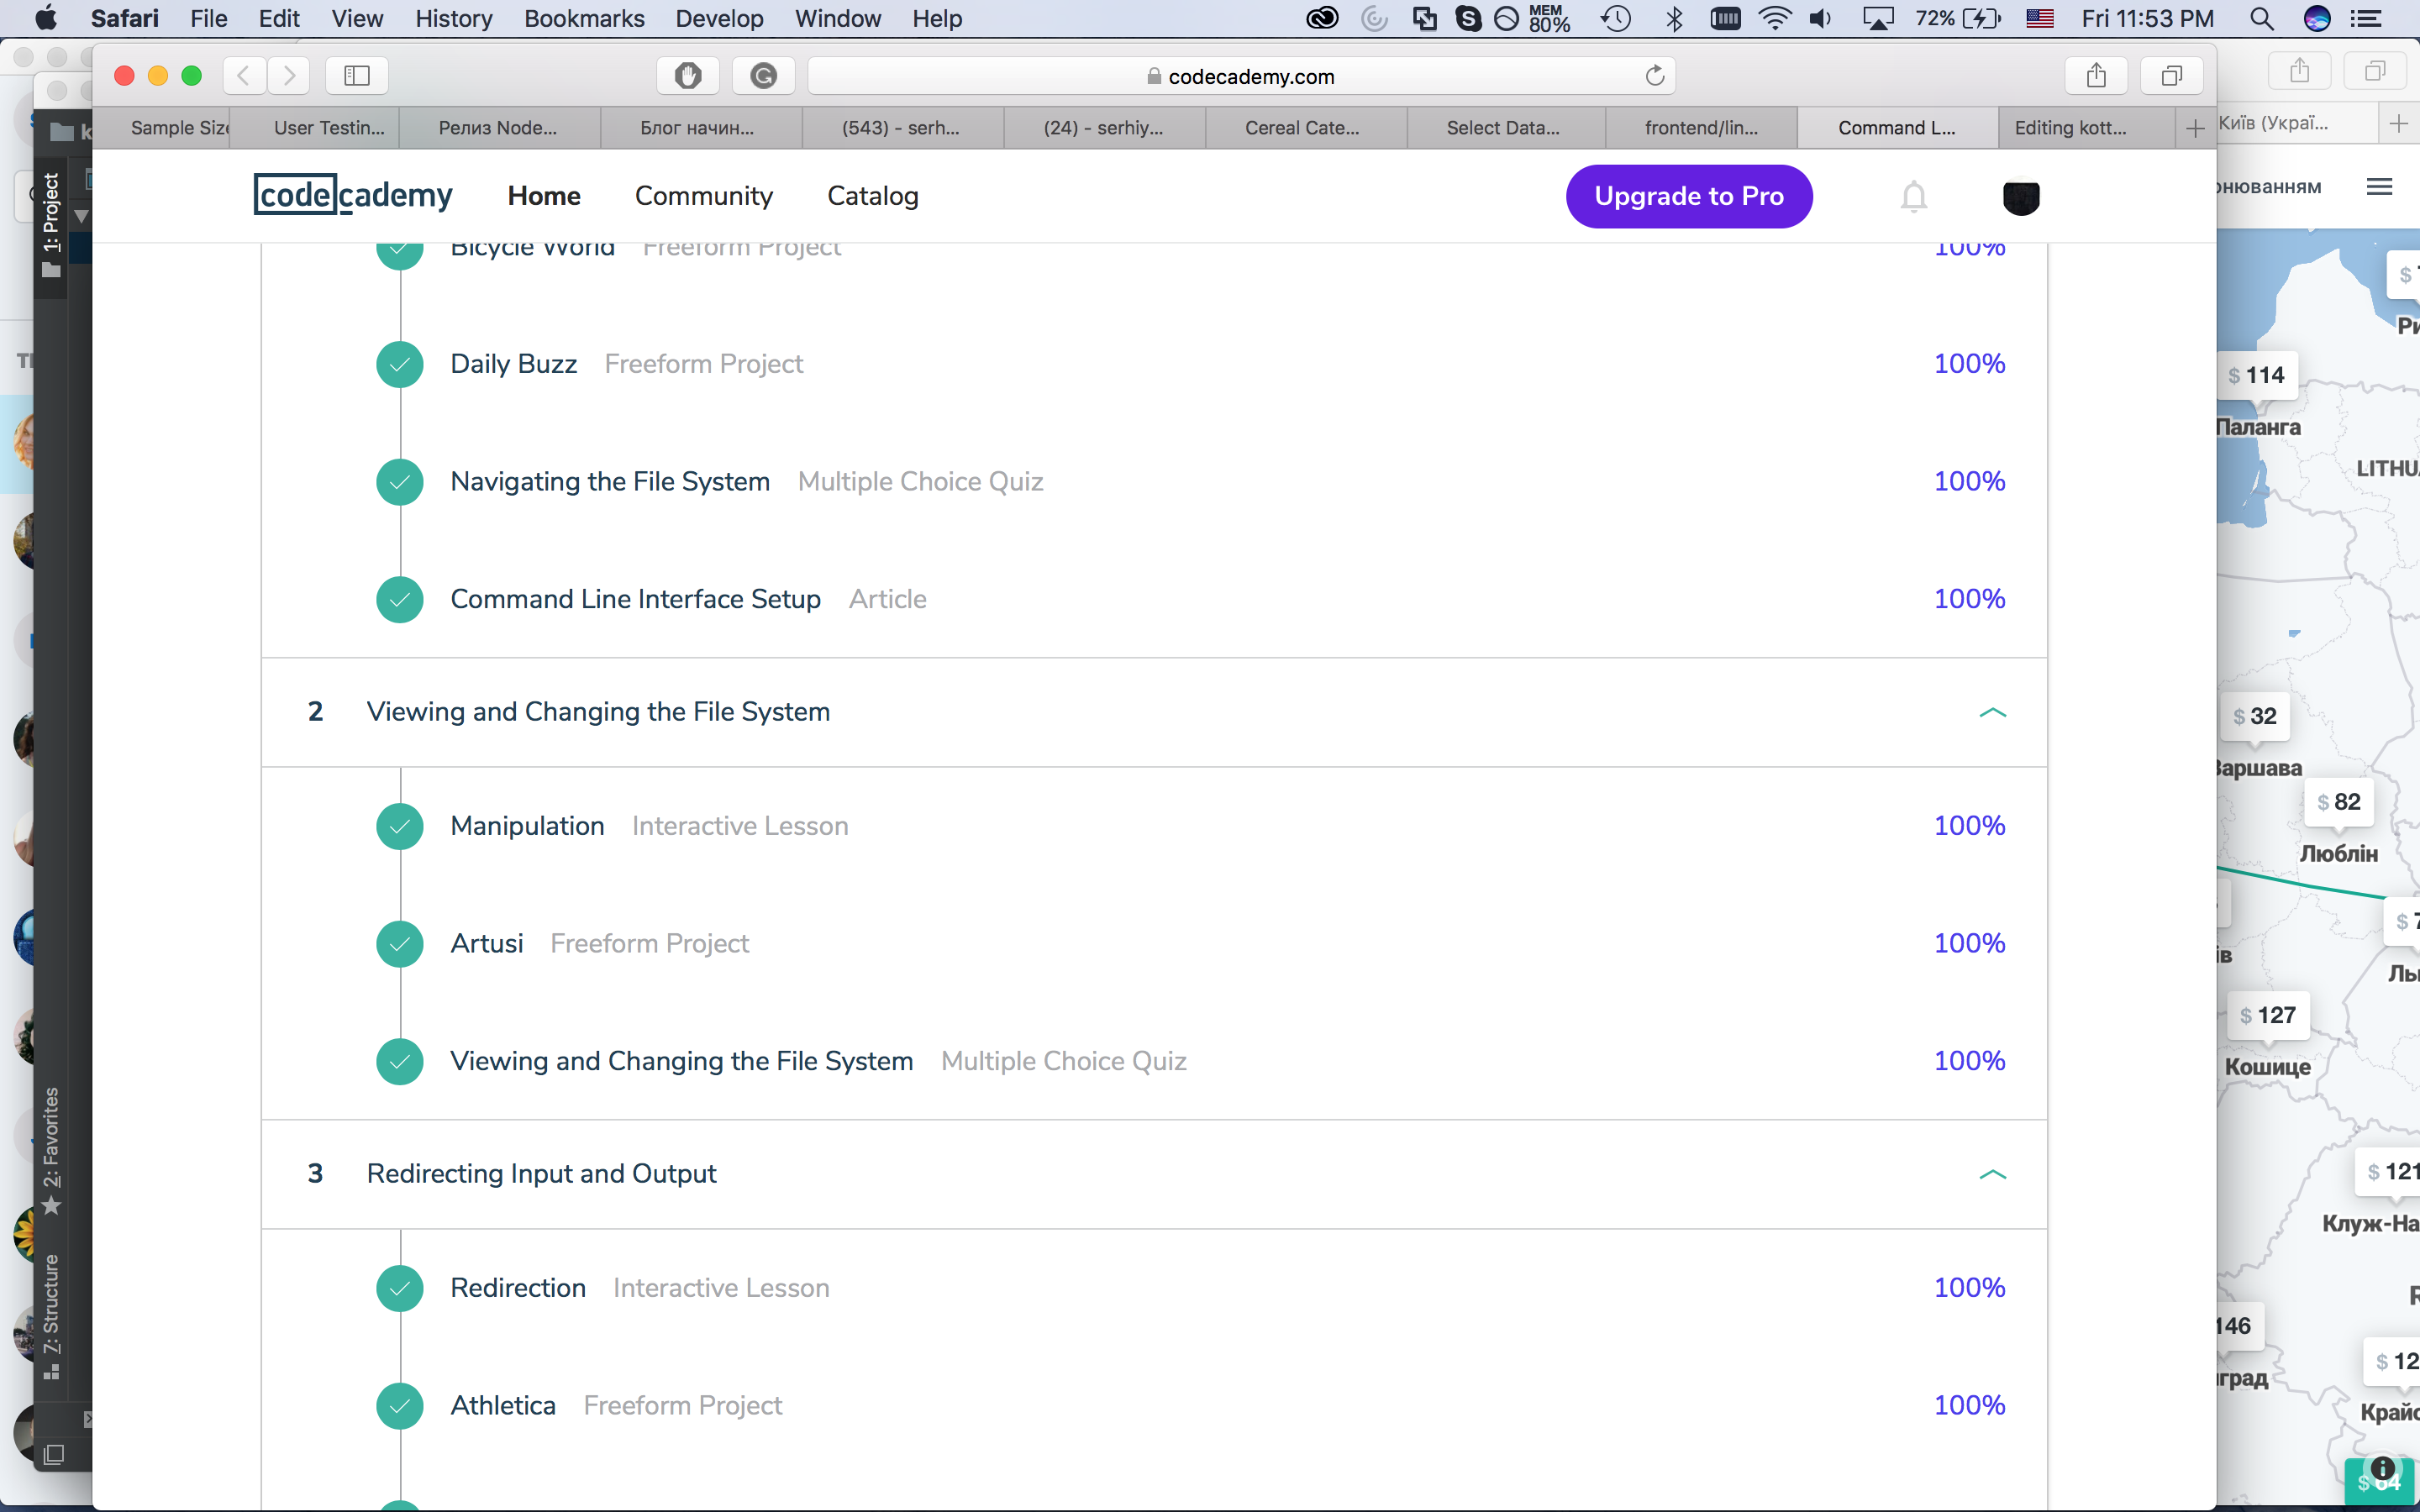 Safari File Edit View History Bookmarks Develop Window Help MEM 80% 72% Fri 11:53 PM
codecademy.com
Sample Size User Testin... Релиз Node... Блог начин... (543) – serh... (24) – serhiy... Cereal Cate... Select Data... frontend/lin... Command L... Editing kott... Київ (Украї...
codecademy Home Community Catalog Upgrade to Pro
1: Project
Bicycle World Freeform Project 100%
Daily Buzz Freeform Project 100%
Navigating the File System Multiple Choice Quiz 100%
Command Line Interface Setup Article 100%
2 Viewing and Changing the File System
Manipulation Interactive Lesson 100%
Artusi Freeform Project 100%
Viewing and Changing the File System Multiple Choice Quiz 100%
3 Redirecting Input and Output
Redirection Interactive Lesson 100%
Athletica Freeform Project 100%
2: Favorites
7: Structure
$ 114
Паланга
$ 32
Варшава
$ 82
Люблін
$ 127
Кошице
$ 121
Клуж-На
146